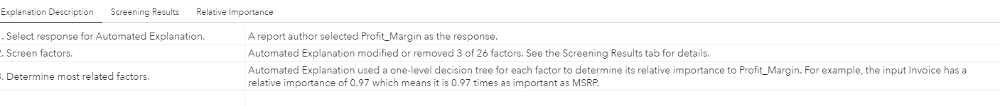 Explanation Description Screening Results Relative Importance
. Select response for Automated Explanation. A report author selected Profit_Margin as the response.
2. Screen factors. Automated Explanation modified or removed 3 of 26 factors. See the Screening Results tab for details.
3. Determine most related factors. Automated Explanation used a one-level decision tree for each factor to determine its relative importance to Profit_Margin. For example, the input Invoice has a
relative importance of 0.97 which means it is 0.97 times as important as MSRP.